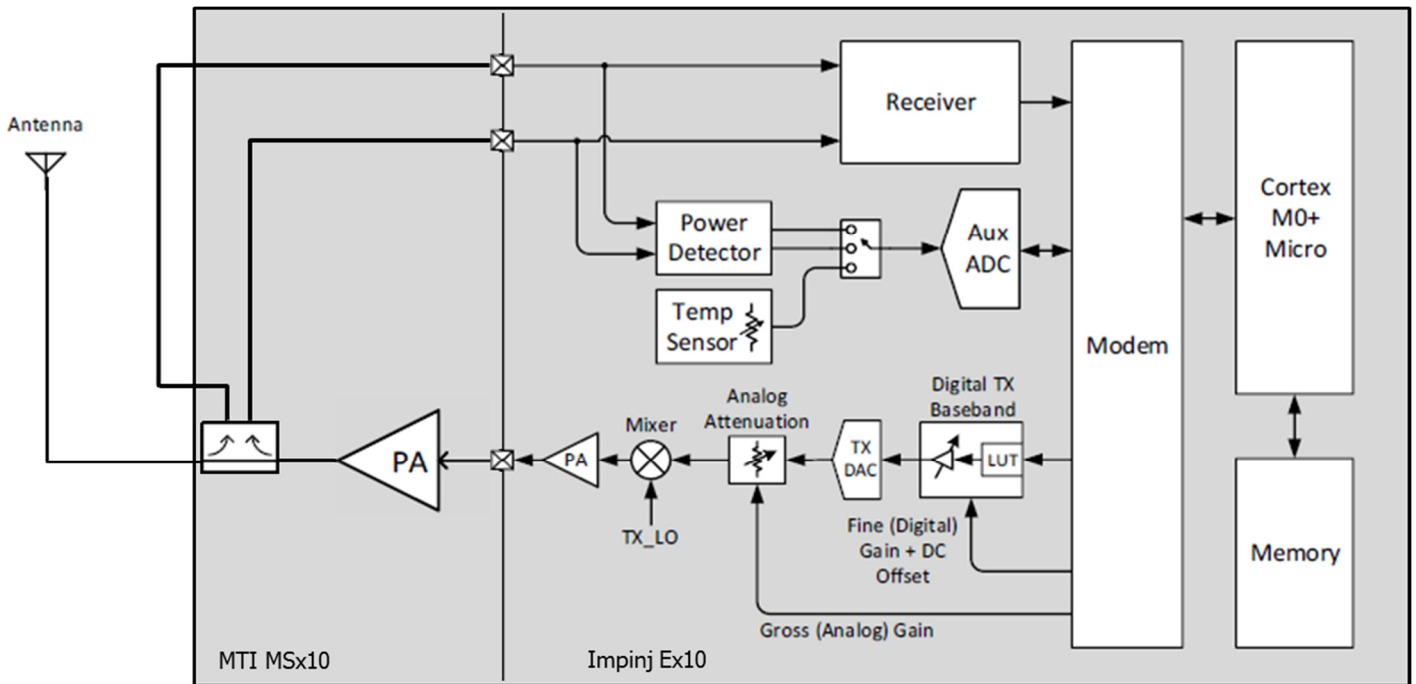 Antenna
Receiver
Power
Detector
Temp
Sensor
Aux
ADC
Modem
Cortex
M0+
Micro
Memory
PA
PA
Mixer
TX_LO
Analog
Attenuation
TX
DAC
Digital TX
Baseband
LUT
Fine (Digital)
Gain + DC
Offset
Gross (Analog) Gain
MTI MSx10
Impinj Ex10